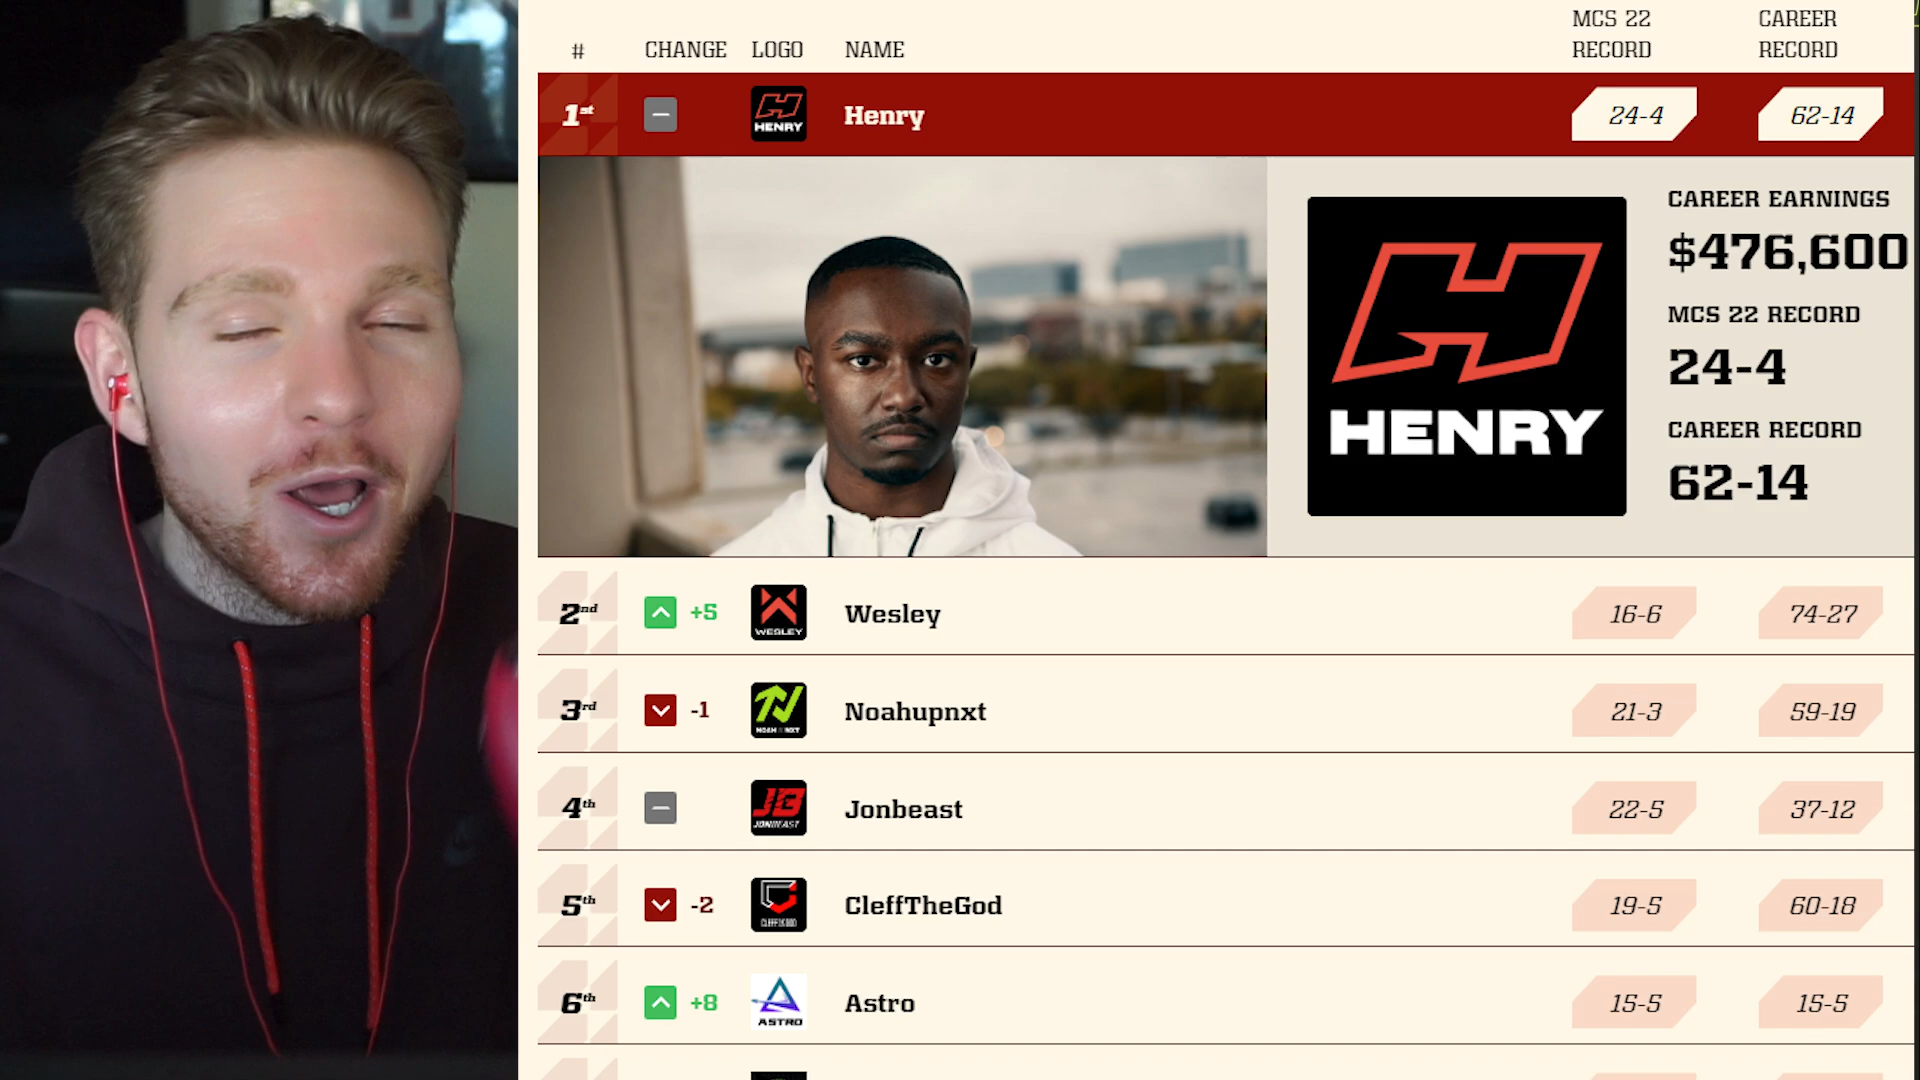 # CHANGE LOGO NAME MCS 22 RECORD CAREER RECORD
1st HENRY Henry 24-4 62-14
HENRY
CAREER EARNINGS
$476,600
MCS 22 RECORD
24-4
CAREER RECORD
62-14
2nd +5 WESLEY Wesley 16-6 74-27
3rd -1 Noahupnxt 21-3 59-19
4th JB JONBEAST Jonbeast 22-5 37-12
5th -2 CleffTheGod 19-5 60-18
6th +8 ASTRO Astro 15-5 15-5